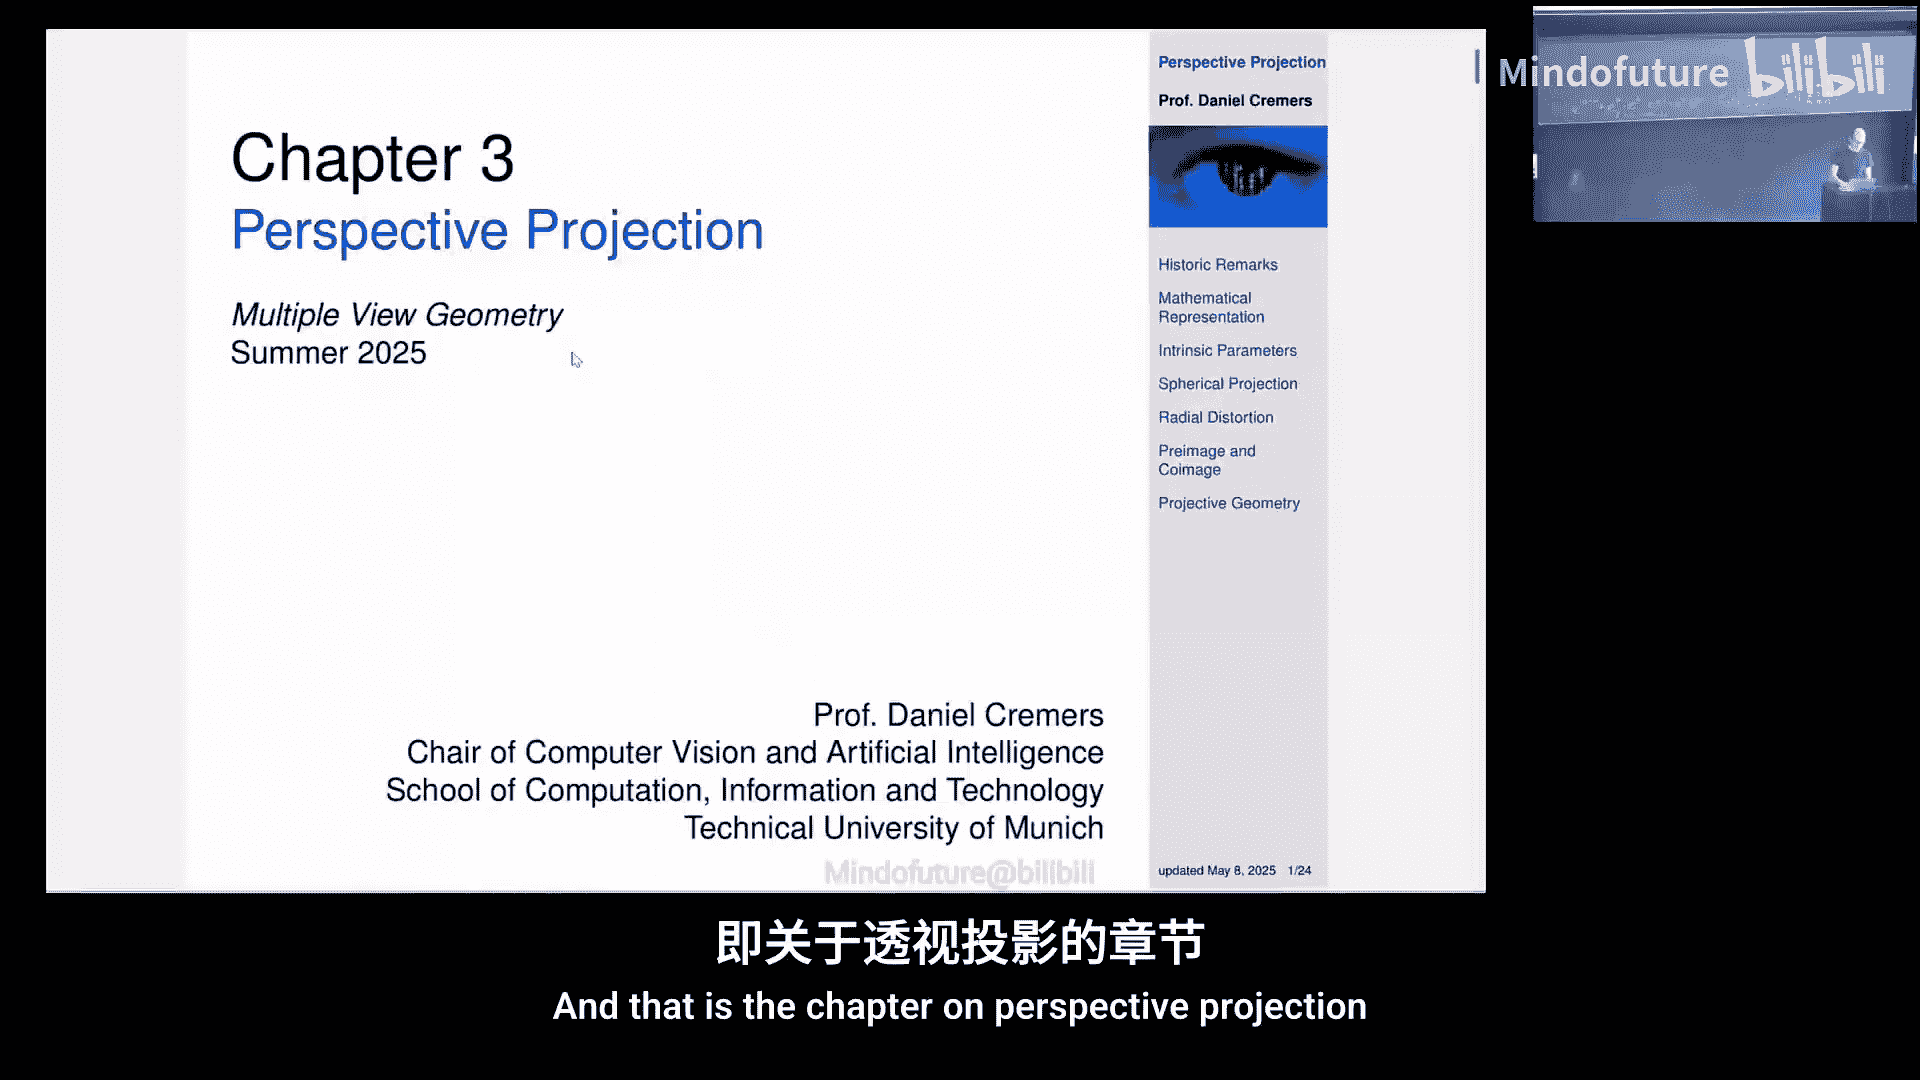 Chapter 3
Perspective Projection
Multiple View Geometry
Summer 2025
Prof. Daniel Cremers
Chair of Computer Vision and Artificial Intelligence
School of Computation, Information and Technology
Technical University of Munich
Mindofuture@bilibili
Perspective Projection
Prof. Daniel Cremers
Historic Remarks
Mathematical
Representation
Intrinsic Parameters
Spherical Projection
Radial Distortion
Preimage and
Coimage
Projective Geometry
updated May 8, 2025 1/24
Mindofuture bilibili
即关于透视投影的章节
And that is the chapter on perspective projection